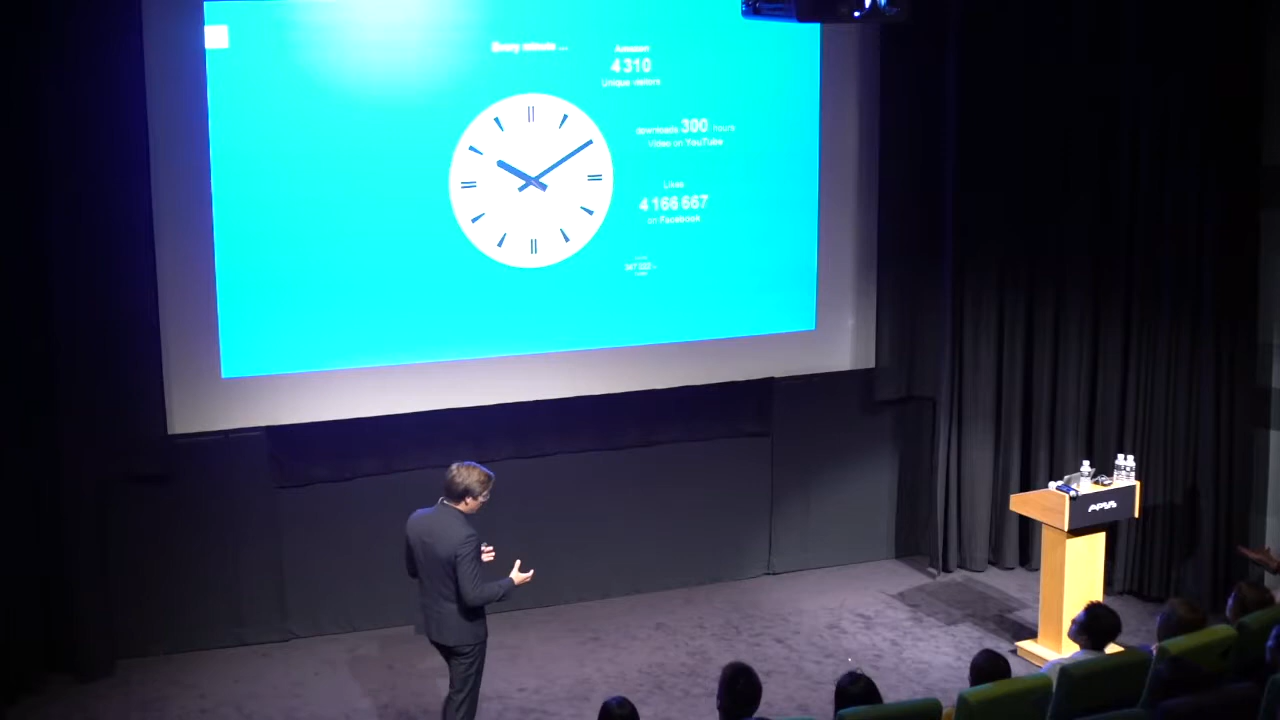 Every minute ...
Amazon
4 310
Unique visitors
downloads 300 hours
Video on YouTube
Likes
4 166 667
on Facebook